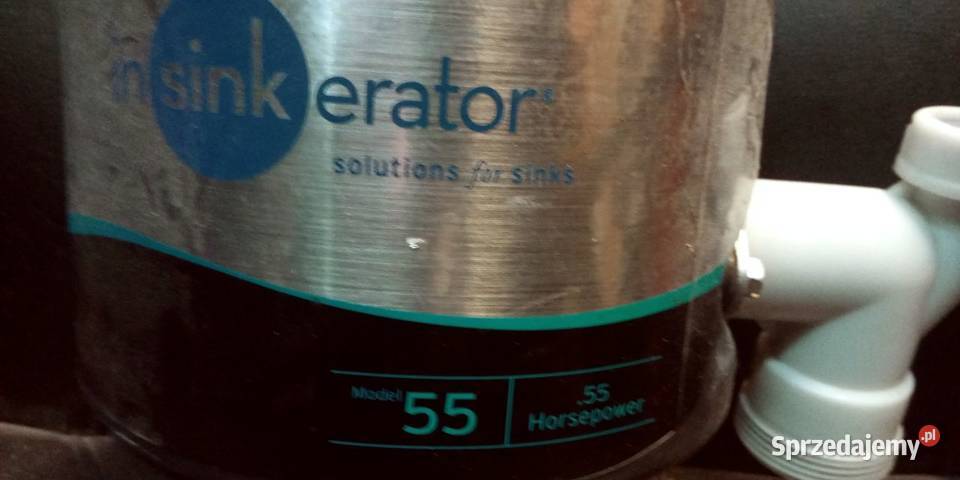 insinkerator®
solutions for sinks
Model 55
.55
Horsepower
Sprzedajemy.pl